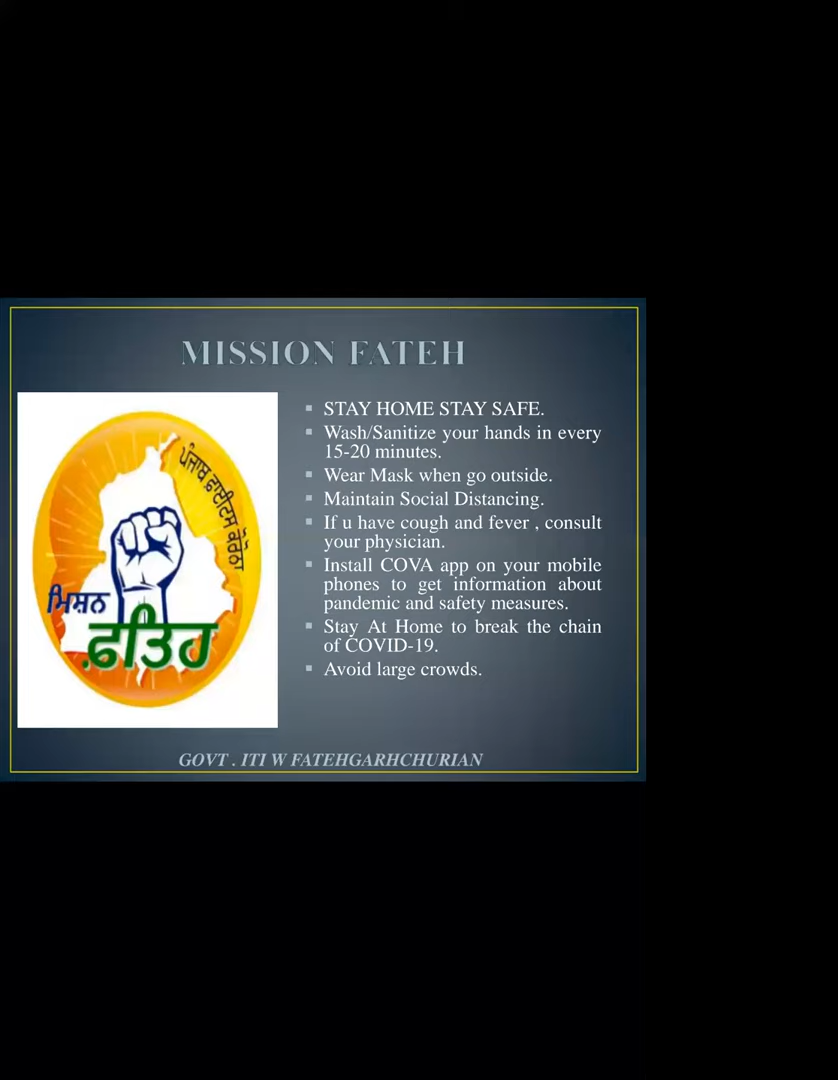 MISSION FATEH
ਪੰਜਾਬ ਫ਼ਾਈਟਸ ਕੋਰੋਨਾ
ਮਿਸ਼ਨ
ਫ਼ਤਿਹ
STAY HOME STAY SAFE.
Wash/Sanitize your hands in every
15-20 minutes.
Wear Mask when go outside.
Maintain Social Distancing.
If u have cough and fever , consult
your physician.
Install COVA app on your mobile
phones to get information about
pandemic and safety measures.
Stay At Home to break the chain
of COVID-19.
Avoid large crowds.
GOVT . ITI W FATEHGARHCHURIAN